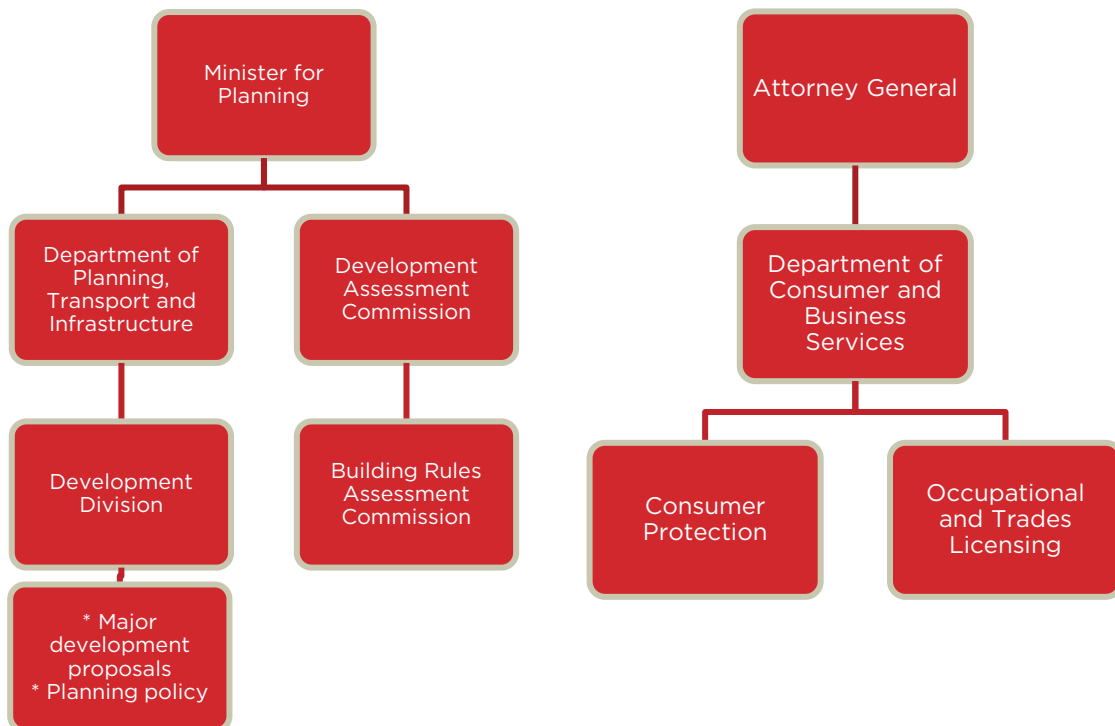 Minister for
Planning
Attorney General
Department of
Planning,
Transport and
Infrastructure
Development
Assessment
Commission
Department of
Consumer and
Business
Services
Development
Division
Building Rules
Assessment
Commission
Consumer
Protection
Occupational
and Trades
Licensing
* Major
development
proposals
* Planning policy